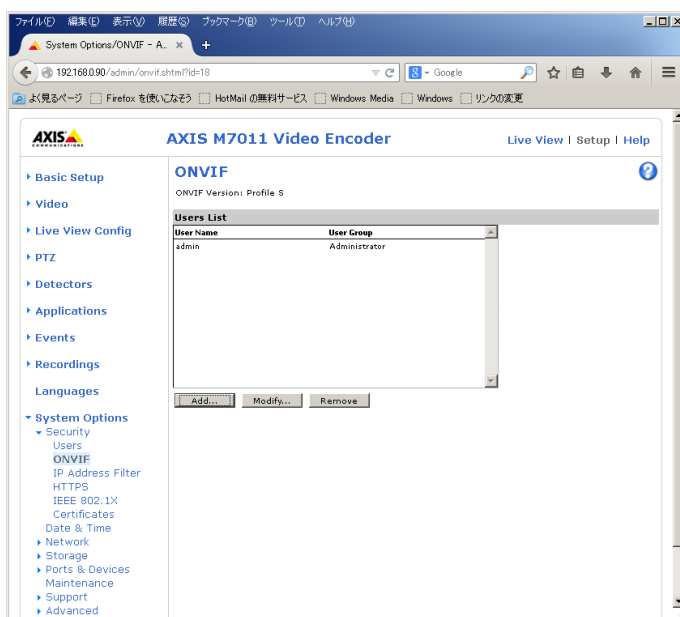 ファイル(F) 編集(E) 表示(V) 履歴(S) ブックマーク(B) ツール(T) ヘルプ(H)
System Options/ONVIF - A...
192.168.0.90/admin/onvif.shtml?id=18
Google
よく見るページ Firefox を使いこなそう HotMail の無料サービス Windows Media Windows リンクの変更
AXIS
COMMUNICATIONS
AXIS M7011 Video Encoder
Live View | Setup | Help
Basic Setup
Video
Live View Config
PTZ
Detectors
Applications
Events
Recordings
Languages
System Options
Security
Users
ONVIF
IP Address Filter
HTTPS
IEEE 802.1X
Certificates
Date & Time
Network
Storage
Ports & Devices
Maintenance
Support
Advanced
ONVIF
ONVIF Version: Profile S
Users List
User Name User Group
admin Administrator
Add... Modify... Remove